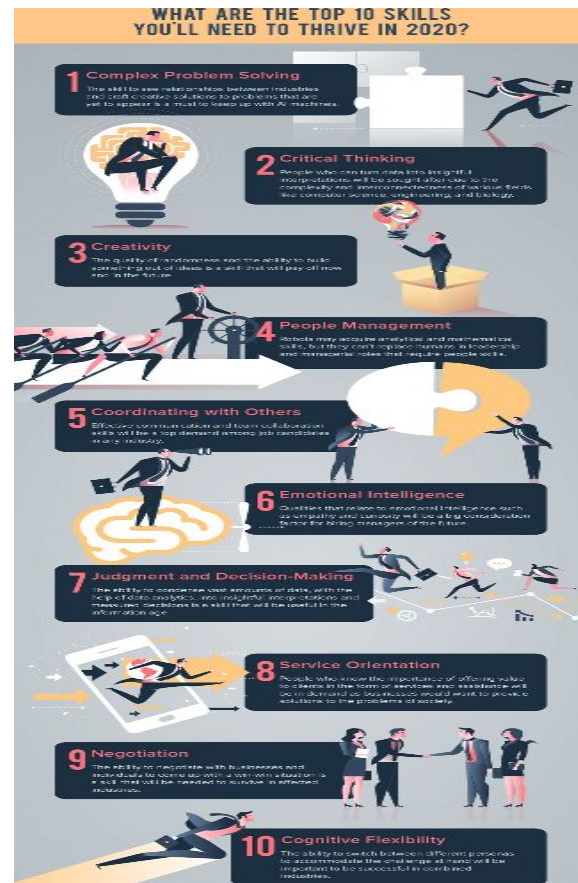 WHAT ARE THE TOP 10 SKILLS
YOU'LL NEED TO THRIVE IN 2020?
1 Complex Problem Solving
The skill to see relationships between industries
and craft creative solutions to problems that are
yet to appear is a must to keep up with AI machines.
2 Critical Thinking
People who can turn data into insightful
interpretations will be sought after due to the
complexity and interconnectedness of various fields
like computer science, engineering, and biology.
3 Creativity
The quality of randomness and the ability to build
something out of ideas is a skill that will pay off now
and in the future.
4 People Management
Robots may acquire analytical and mathematical
skills, but they can't replace humans in leadership
and managerial roles that require people skills.
5 Coordinating with Others
Effective communication and team collaboration
skills will be a top demand among job candidates
in any industry.
6 Emotional Intelligence
Qualities that relate to emotional intelligence such
as empathy and curiosity will be a big consideration
factor for hiring managers of the future.
7 Judgment and Decision-Making
The ability to condense vast amounts of data, with the
help of data analytics, into insightful interpretations and
measured decisions is a skill that will be useful in the
information age.
8 Service Orientation
People who know the importance of offering value
to clients in the form of services and assistance will
be in demand as businesses would want to provide
solutions to the problems of society.
9 Negotiation
The ability to negotiate with businesses and
individuals to come up with a win-win situation is
a skill that will be needed to survive in affected
industries.
10 Cognitive Flexibility
The ability to switch between different personas
to accommodate the challenge at hand will be
important to be successful in combined
industries.